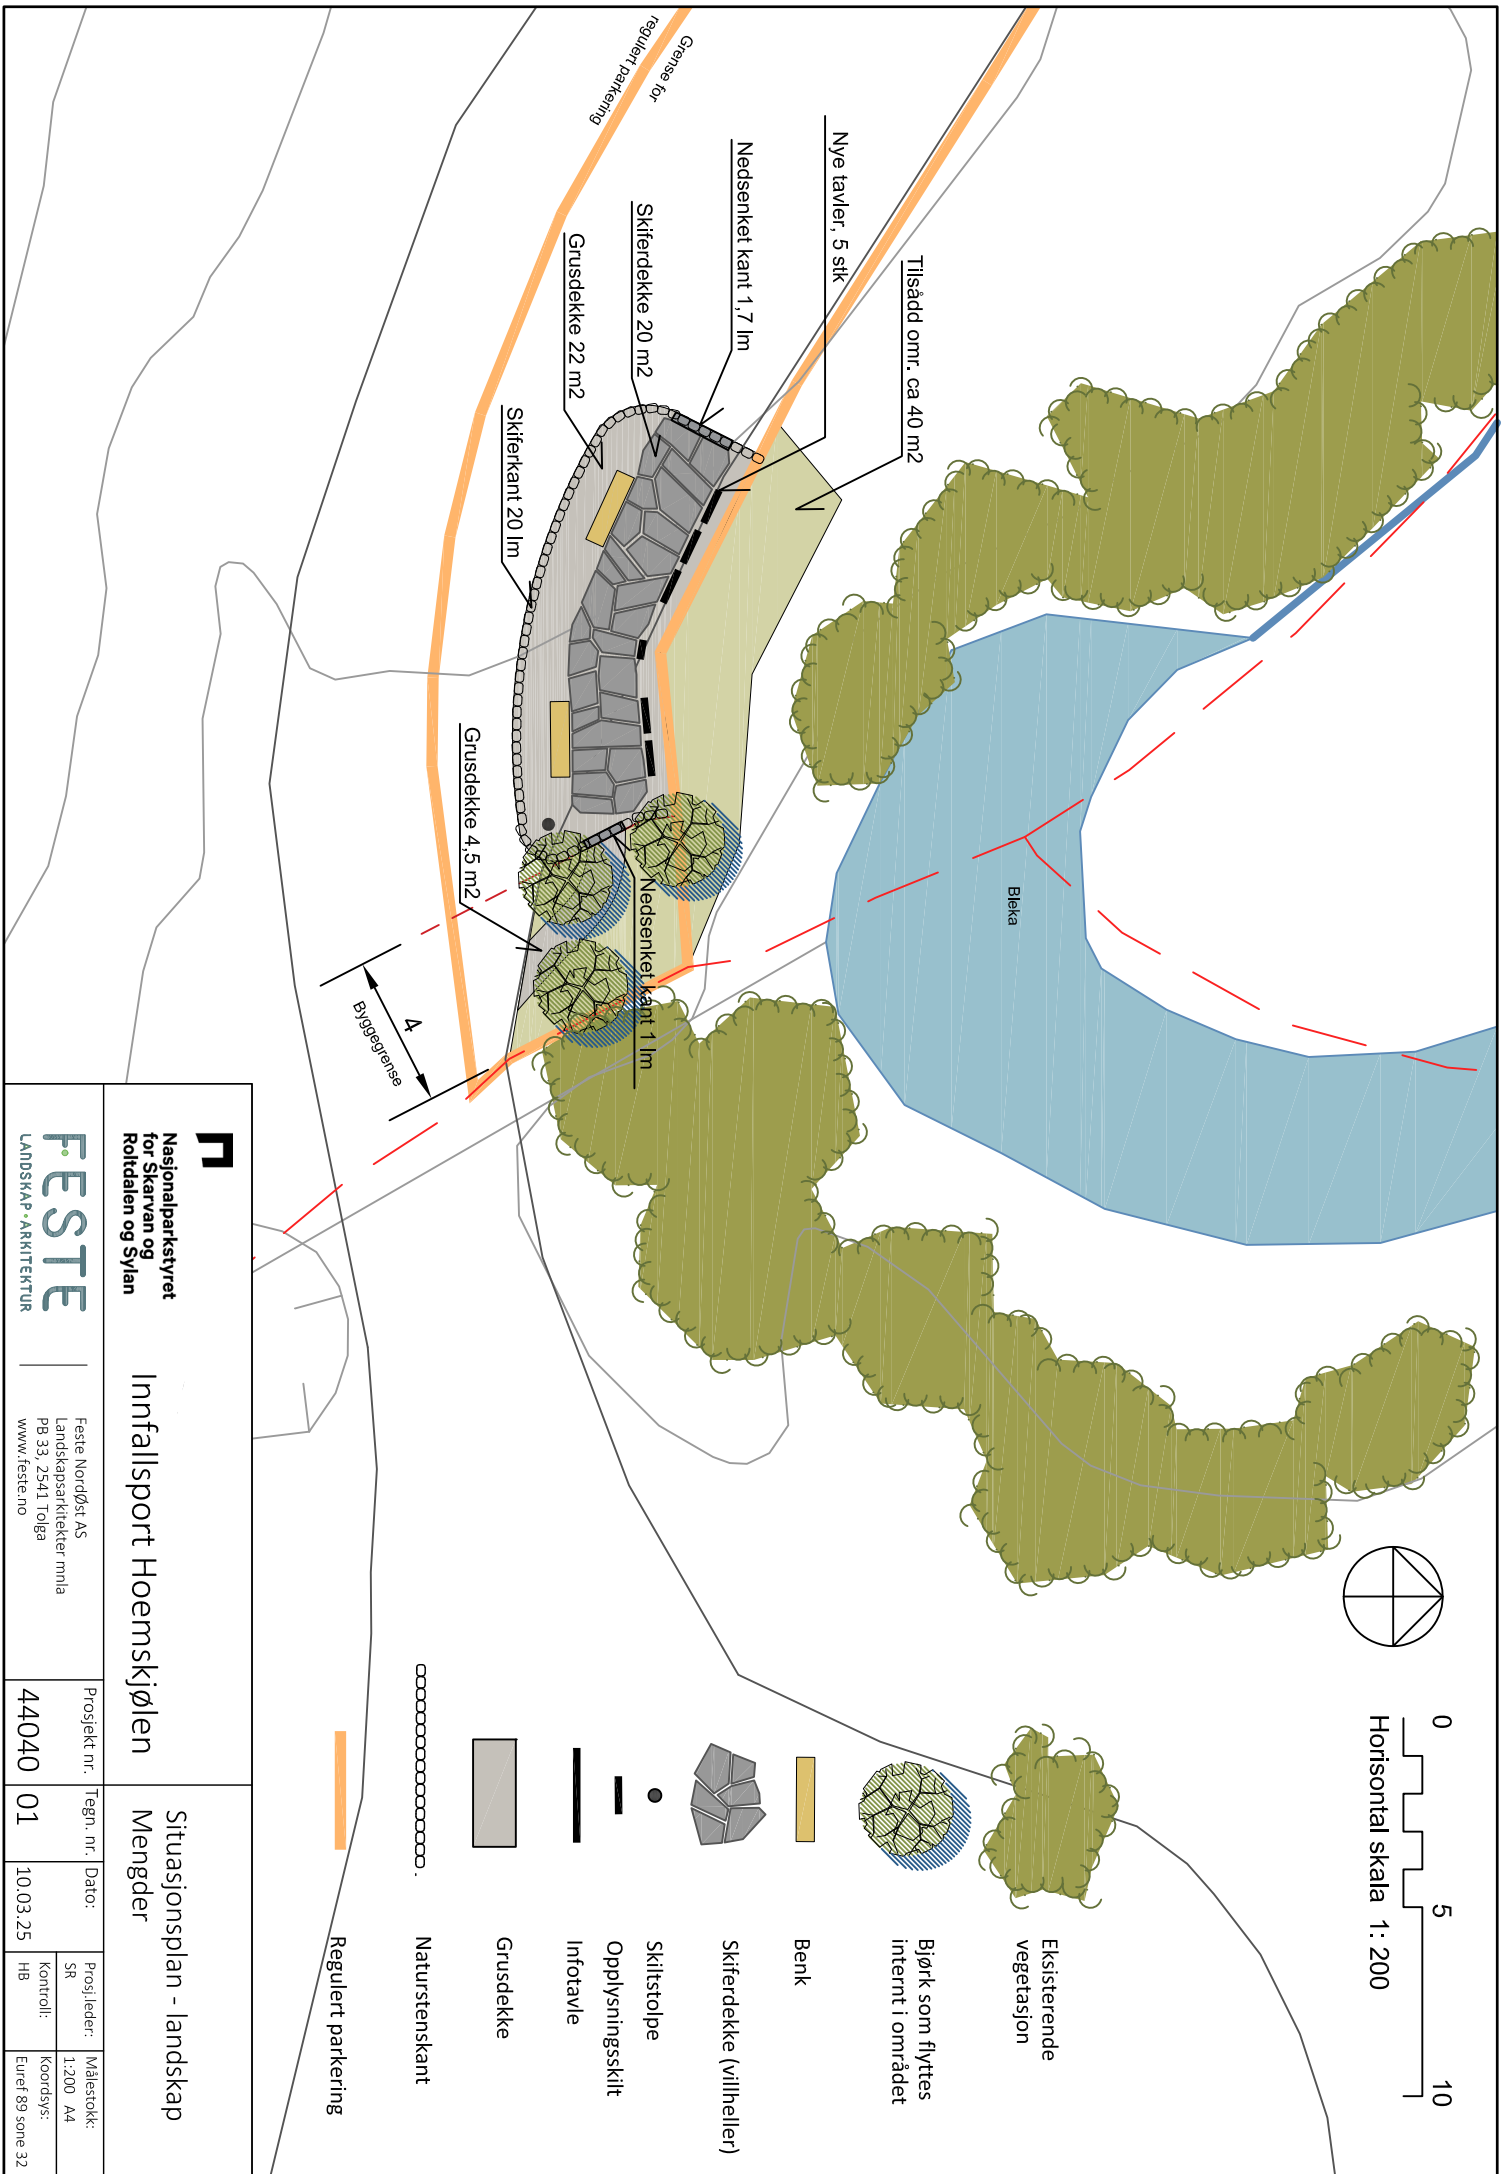 Grense for
regulert parkering
Nye tavler, 5 stk
Tilsådd omr. ca 40 m2
Nedsenket kant 1,7 lm
Skiferdekke 20 m2
Grusdekke 22 m2
Skiferkant 20 lm
Grusdekke 4,5 m2
Nedsenket kant 1 lm
Bleka
4
Byggegrense
0 5 10
Horisontal skala 1: 200
Eksisterende
vegetasjon
Bjørk som flyttes
internt i området
Benk
Skiferdekke (villheller)
Skiltstolpe
Opplysningsskilt
Infotavle
Grusdekke
Naturstenskant
Regulert parkering
Nasjonalparkstyret
for Skarvan og
Roltdalen og Sylan
Innfallsport Hoemskjølen
Situasjonsplan - landskap
Mengder
FESTE
LANDSKAP·ARKITEKTUR
Feste NordØst AS
Landskapsarkitekter mnla
PB 33, 2541 Tolga
www.feste.no
Prosjekt nr.
44040
Tegn. nr.
01
Dato:
10.03.25
Prosj.leder:
SR
Kontroll:
HB
Målestokk:
1:200 A4
Koordsys:
Euref 89 sone 32